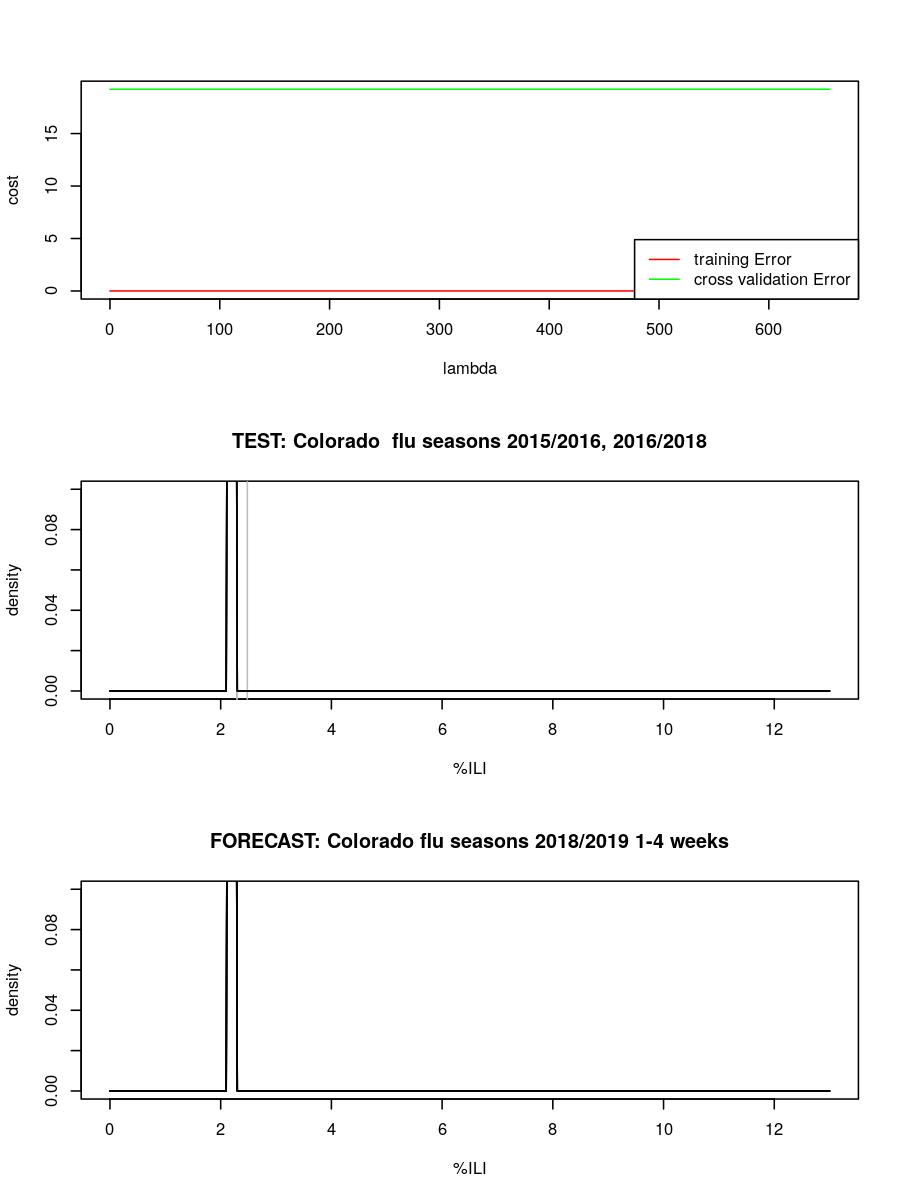 cost
0
5
10
15
training Error
cross validation Error
0 100 200 300 400 500 600
lambda
TEST: Colorado  flu seasons 2015/2016, 2016/2018
density
0.00
0.04
0.08
0 2 4 6 8 10 12
%ILI
FORECAST: Colorado flu seasons 2018/2019 1-4 weeks
density
0.00
0.04
0.08
0 2 4 6 8 10 12
%ILI